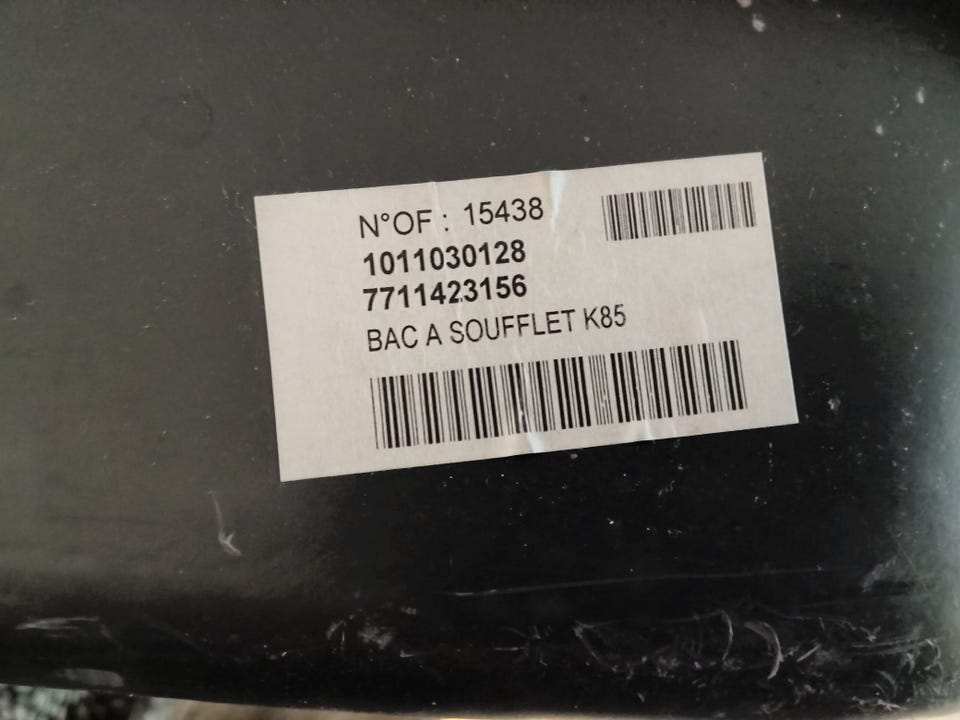 N°OF : 15438
1011030128
7711423156
BAC A SOUFFLET K85